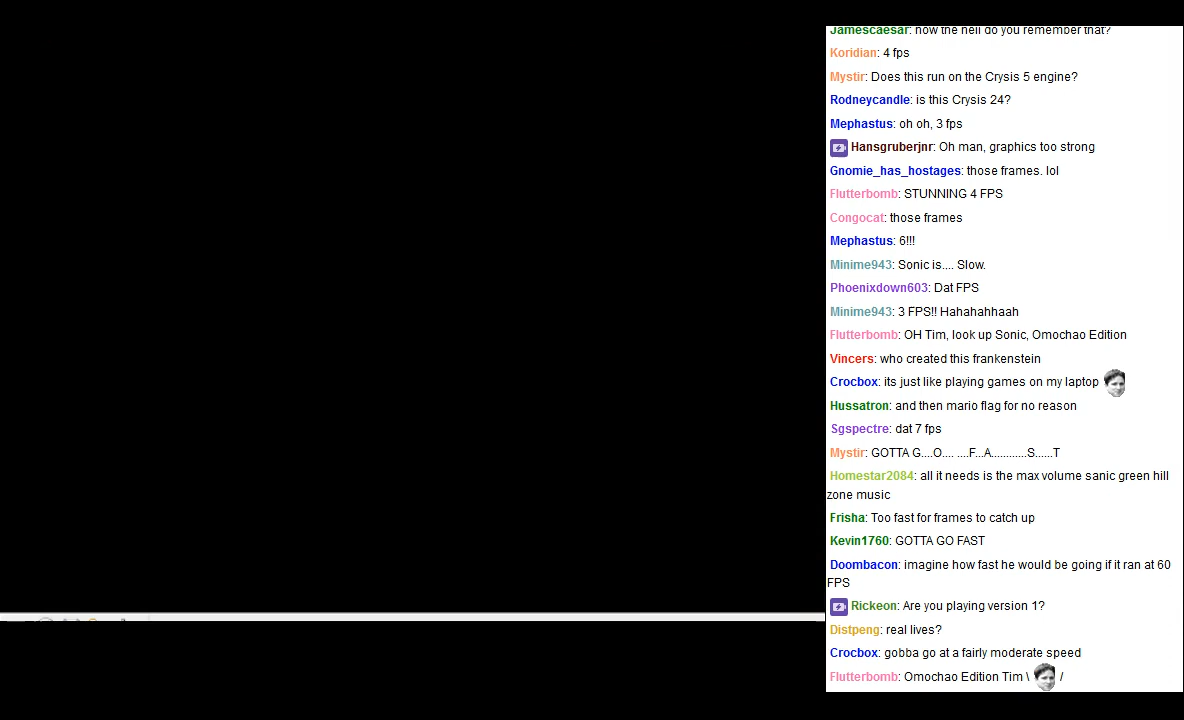 Jamescaesar: how the hell do you remember that?
Koridian: 4 fps
Mystir: Does this run on the Crysis 5 engine?
Rodneycandle: is this Crysis 24?
Mephastus: oh oh, 3 fps
Hansgruberjnr: Oh man, graphics too strong
Gnomie_has_hostages: those frames. lol
Flutterbomb: STUNNING 4 FPS
Congocat: those frames
Mephastus: 6!!!
Minime943: Sonic is.... Slow.
Phoenixdown603: Dat FPS
Minime943: 3 FPS!! Hahahahhaah
Flutterbomb: OH Tim, look up Sonic, Omochao Edition
Vincers: who created this frankenstein
Crocbox: its just like playing games on my laptop
Hussatron: and then mario flag for no reason
Sgspectre: dat 7 fps
Mystir: GOTTA G....O.... ....F...A............S......T
Homestar2084: all it needs is the max volume sanic green hill
zone music
Frisha: Too fast for frames to catch up
Kevin1760: GOTTA GO FAST
Doombacon: imagine how fast he would be going if it ran at 60
FPS
Rickeon: Are you playing version 1?
Distpeng: real lives?
Crocbox: gobba go at a fairly moderate speed
Flutterbomb: Omochao Edition Tim \ /